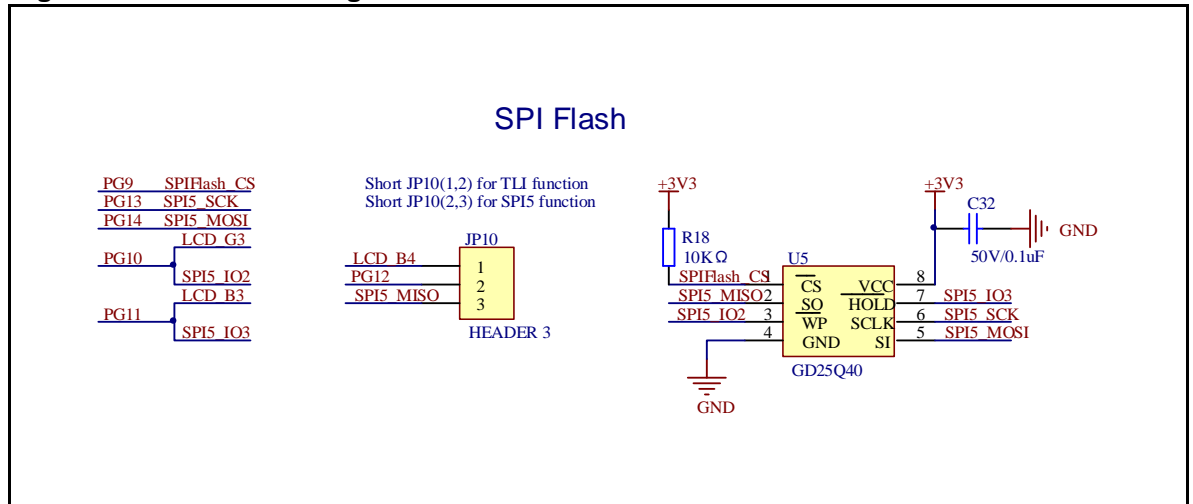 SPI Flash
PG9 SPIFlash_CS
PG13 SPI5_SCK
PG14 SPI5_MOSI
LCD_G3
PG10
SPI5_IO2
LCD_B3
PG11
SPI5_IO3
Short JP10(1,2) for TLI function
Short JP10(2,3) for SPI5 function
JP10
LCD_B4 1
PG12 2
SPI5_MISO 3
HEADER 3
+3V3
R18
10KΩ
+3V3
C32
GND
50V/0.1uF
U5
SPIFlash_CS 1 CS VCC 8
SPI5_MISO 2 SO HOLD 7 SPI5_IO3
SPI5_IO2 3 WP SCLK 6 SPI5_SCK
4 GND SI 5 SPI5_MOSI
GD25Q40
GND